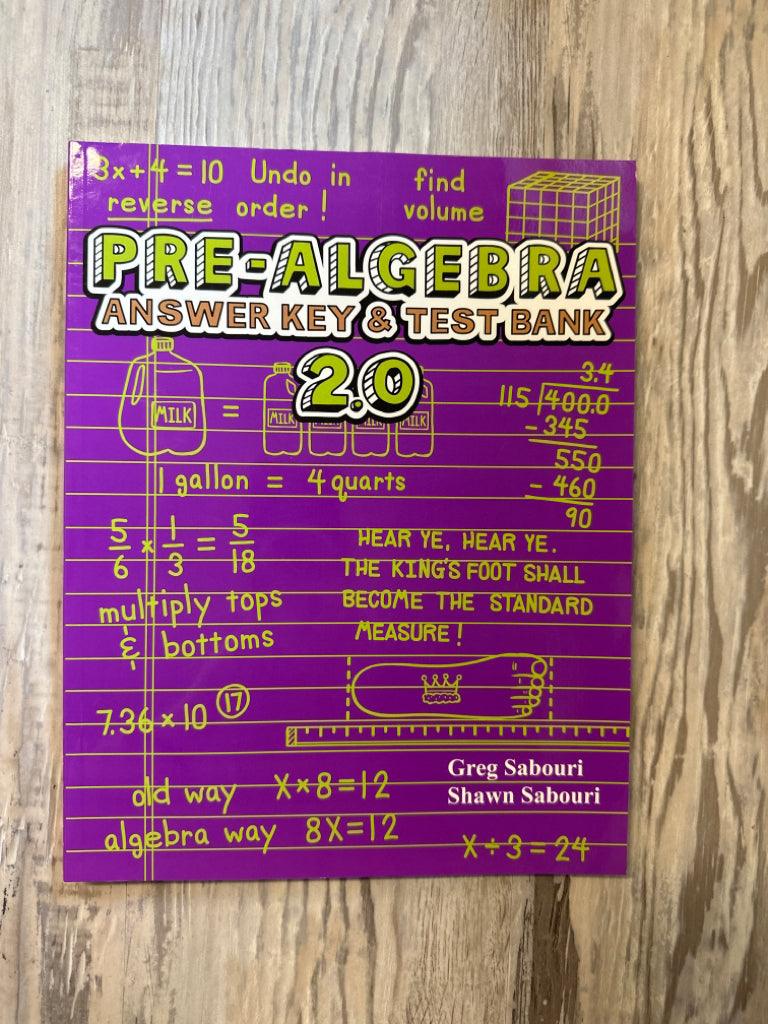 3x+4=10 Undo in
reverse order!
find
volume
PRE-ALGEBRA
ANSWER KEY & TEST BANK
2.0
MILK = MILK MILK MILK MILK
1 gallon = 4 quarts
3.4
115 400.0
-345
550
- 460
90
5/6 × 1/3 = 5/18
multiply tops
& bottoms
HEAR YE, HEAR YE.
THE KING'S FOOT SHALL
BECOME THE STANDARD
MEASURE!
7.36 × 10 17
old way X×8=12
algebra way 8X=12
Greg Sabouri
Shawn Sabouri
X÷3=24